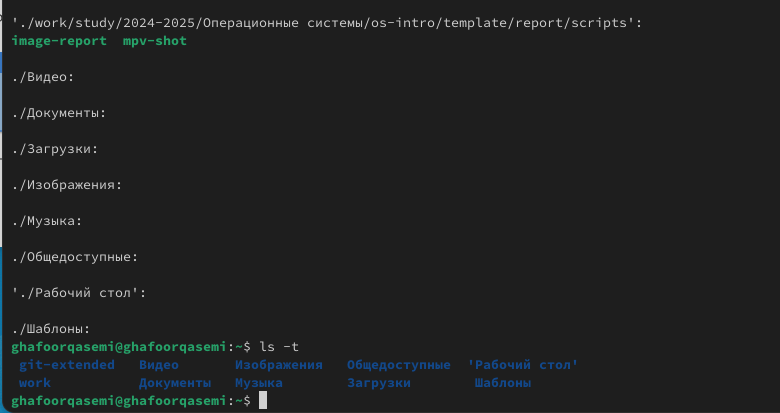 './work/study/2024-2025/Операционные системы/os-intro/template/report/scripts':
image-report  mpv-shot
./Видео:
./Документы:
./Загрузки:
./Изображения:
./Музыка:
./Общедоступные:
'./Рабочий стол':
./Шаблоны:
ghafoorqasemi@ghafoorqasemi:~$ ls -t
git-extended   Видео       Изображения   Общедоступные  'Рабочий стол'
work           Документы   Музыка        Загрузки        Шаблоны
ghafoorqasemi@ghafoorqasemi:~$